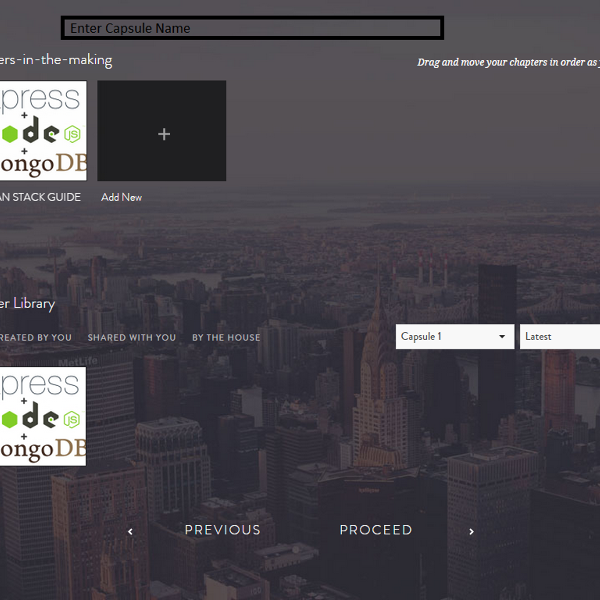 Enter Capsule Name
ers-in-the-making
Drag and move your chapters in order as y
press
+
de JS
+
ongoDB
+
AN STACK GUIDE
Add New
er Library
REATED BY YOU
SHARED WITH YOU
BY THE HOUSE
Capsule 1
Latest
MetLife
press
+
de JS
+
ongoDB
PREVIOUS
PROCEED